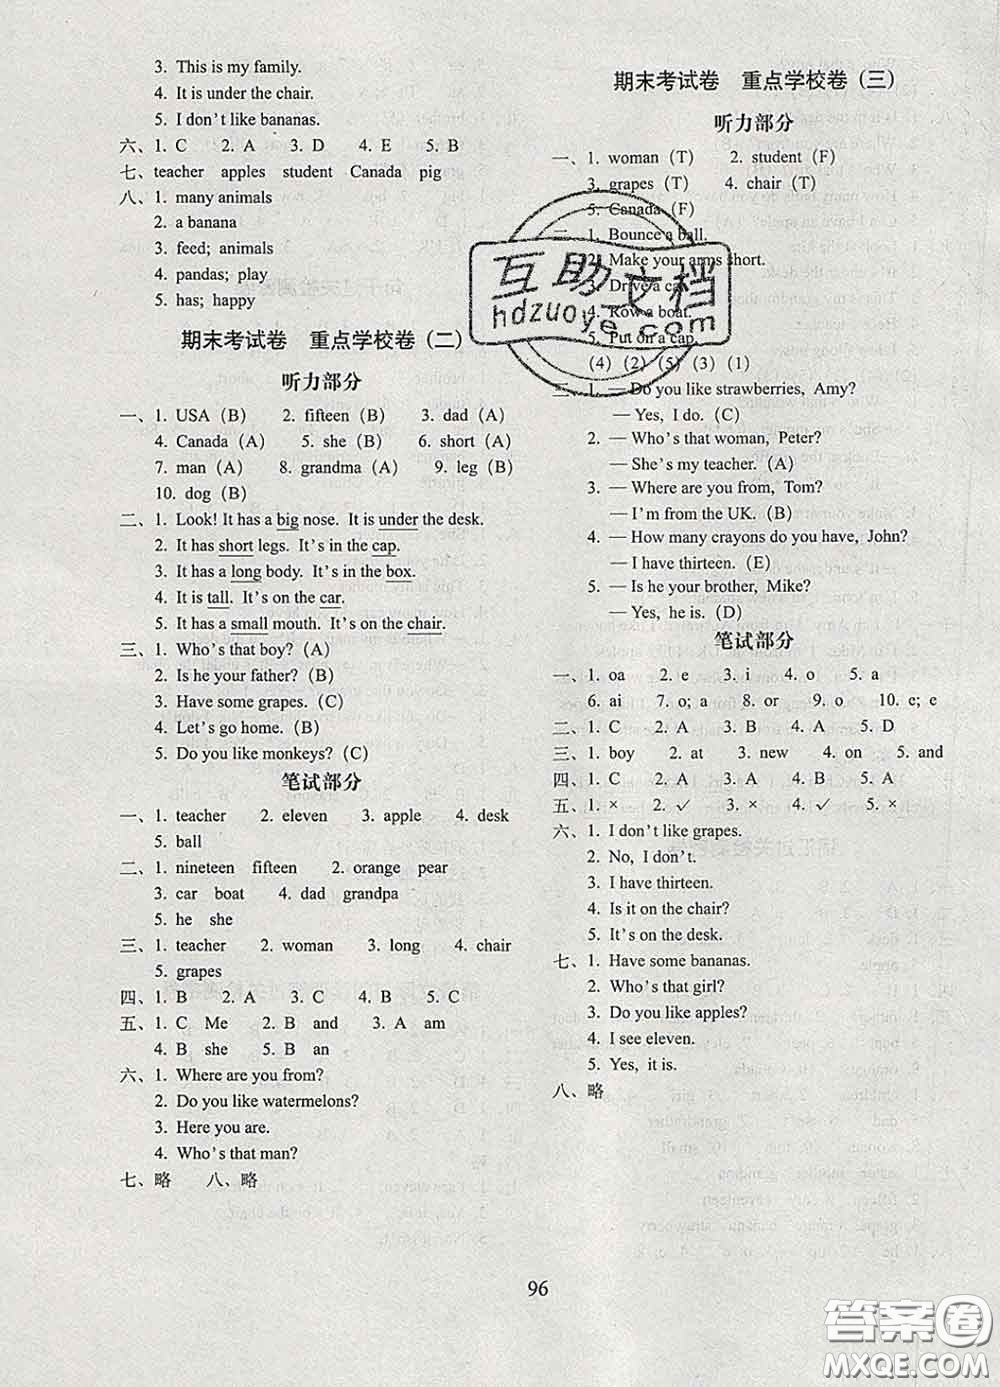 3. This is my family.
4. It is under the chair.
5. I don't like bananas.
六、1. C 2. A 3. D 4. E 5. B
七、teacher apples student Canada pig
八、1. many animals
2. a banana
3. feed; animals
4. pandas; play
5. has; happy
期末考试卷 重点学校卷 (二)
听力部分
一、1. USA (B) 2. fifteen (B) 3. dad (A)
4. Canada (A) 5. she (B) 6. short (A)
7. man (A) 8. grandma (A) 9. leg (B)
10. dog (B)
二、1. Look! It has a big nose. It is under the desk.
2. It has short legs. It's in the cap.
3. It has a long body. It's in the box.
4. It is tall. It's on the car.
5. It has a small mouth. It's on the chair.
三、1. Who's that boy? (A)
2. Is he your father? (B)
3. Have some grapes. (C)
4. Let's go home. (B)
5. Do you like monkeys? (C)
笔试部分
一、1. teacher 2. eleven 3. apple 4. desk
5. ball
二、1. nineteen fifteen 2. orange pear
3. car boat 4. dad grandpa
5. he she
三、1. teacher 2. woman 3. long 4. chair
5. grapes
四、1. B 2. A 3. C 4. B 5. C
五、1. C Me 2. B and 3. A am
4. B she 5. B an
六、1. Where are you from?
2. Do you like watermelons?
3. Here you are.
4. Who's that man?
七、略 八、略
期末考试卷 重点学校卷 (三)
听力部分
一、1. woman (T) 2. student (F)
3. grapes (T) 4. chair (T)
5. Canada (F)
二、1. Bounce a ball.
2. Make your arms short.
3. Drive a car.
4. Row a boat.
5. Put on a cap.
(4) (2) (5) (3) (1)
三、1. — Do you like strawberries, Amy?
— Yes, I do. (C)
2. — Who's that woman, Peter?
— She's my teacher. (A)
3. — Where are you from, Tom?
— I'm from the UK. (B)
4. — How many crayons do you have, John?
— I have thirteen. (E)
5. — Is he your brother, Mike?
— Yes, he is. (D)
笔试部分
一、1. oa 2. e 3. i 4. o 5. a
6. ai 7. o; a 8. or 9. o 10. e; e
二、1. C 2. A 3. B 4. A 5. D
三、1. boy 2. at 3. new 4. on 5. and
四、1. C 2. A 3. A 4. B 5. A
五、1. × 2. ✓ 3. × 4. ✓ 5. ×
六、1. I don't like grapes.
2. No, I don't.
3. I have thirteen.
4. Is it on the chair?
5. It's on the desk.
七、1. Have some bananas.
2. Who's that girl?
3. Do you like apples?
4. I see eleven.
5. Yes, it is.
八、略
互助文档
hdzuoye.com
96
答案圈
MXQE.COM